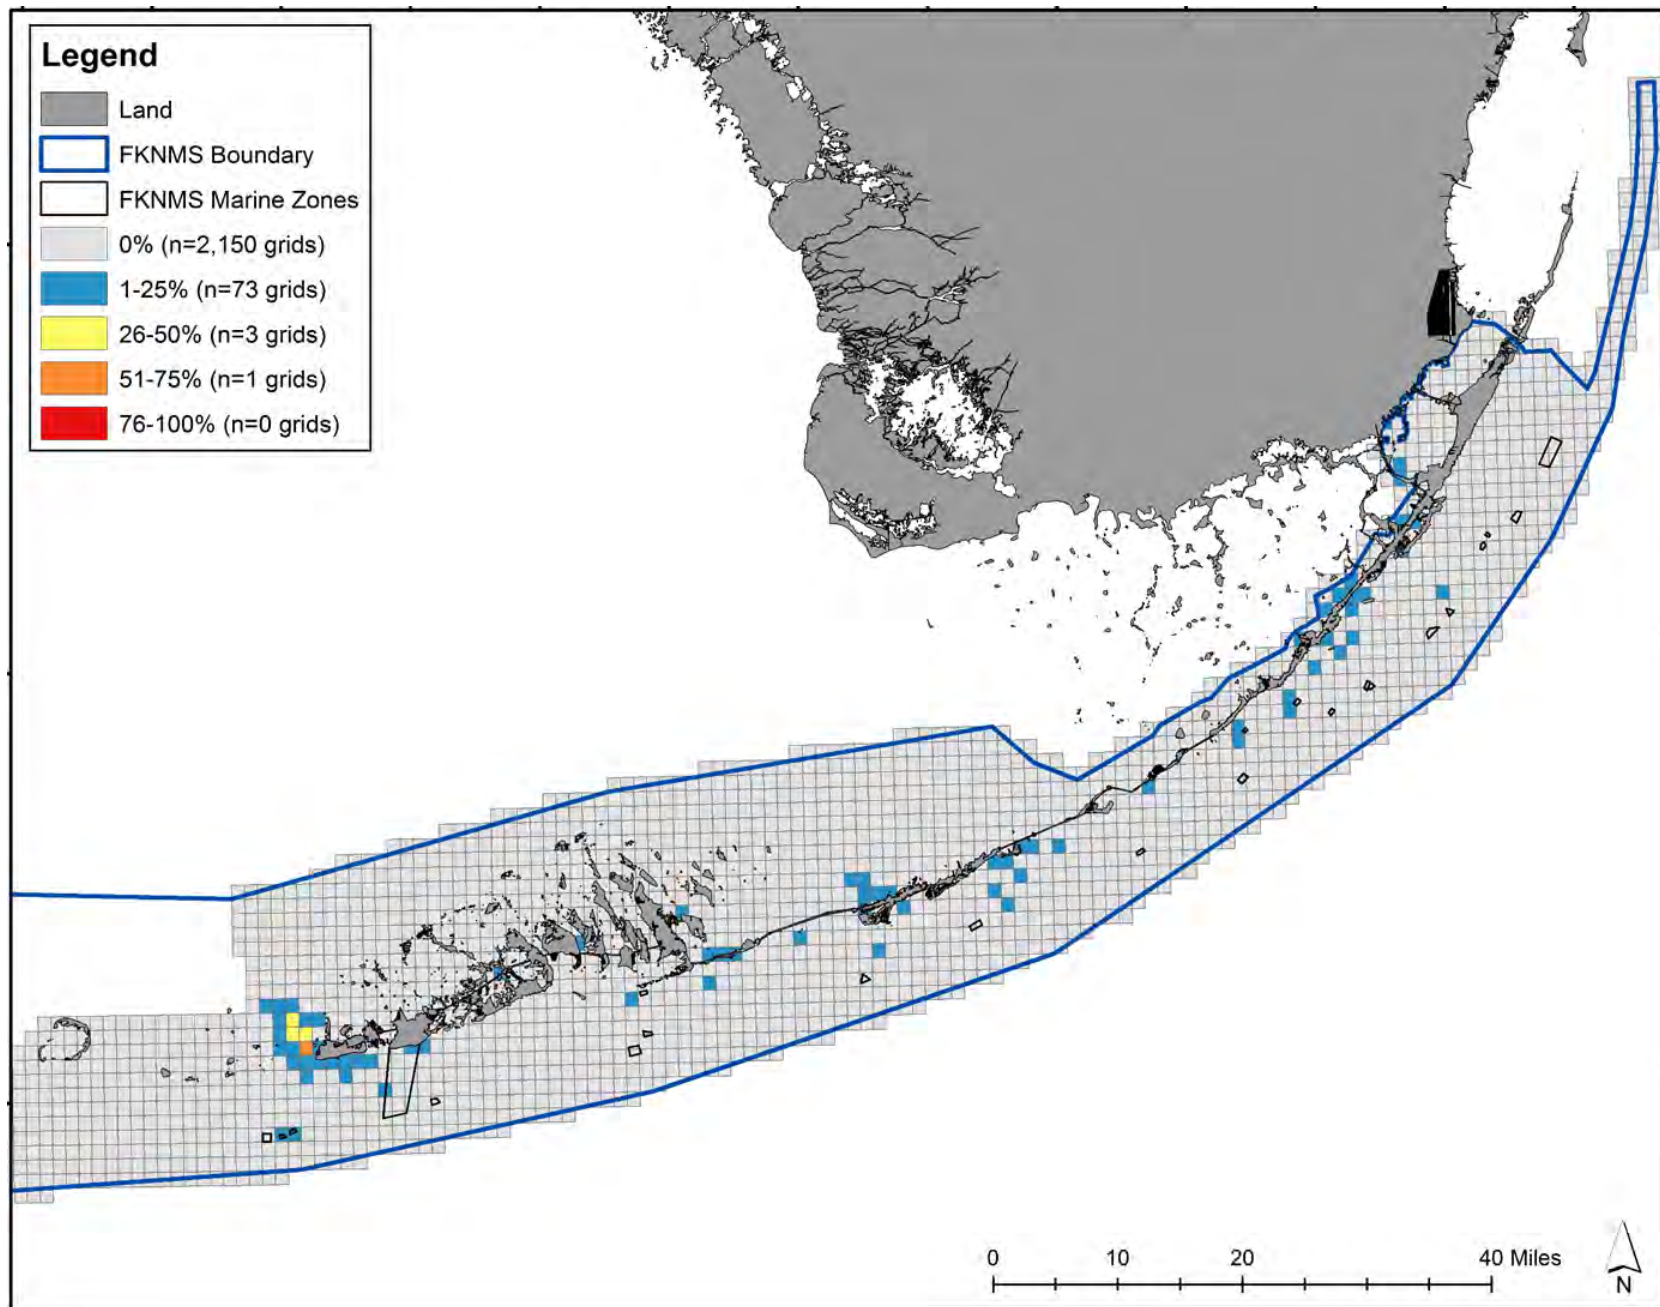 Legend
Land
FKNMS Boundary
FKNMS Marine Zones
0% (n=2,150 grids)
1-25% (n=73 grids)
26-50% (n=3 grids)
51-75% (n=1 grids)
76-100% (n=0 grids)
0 10 20 40 Miles
N